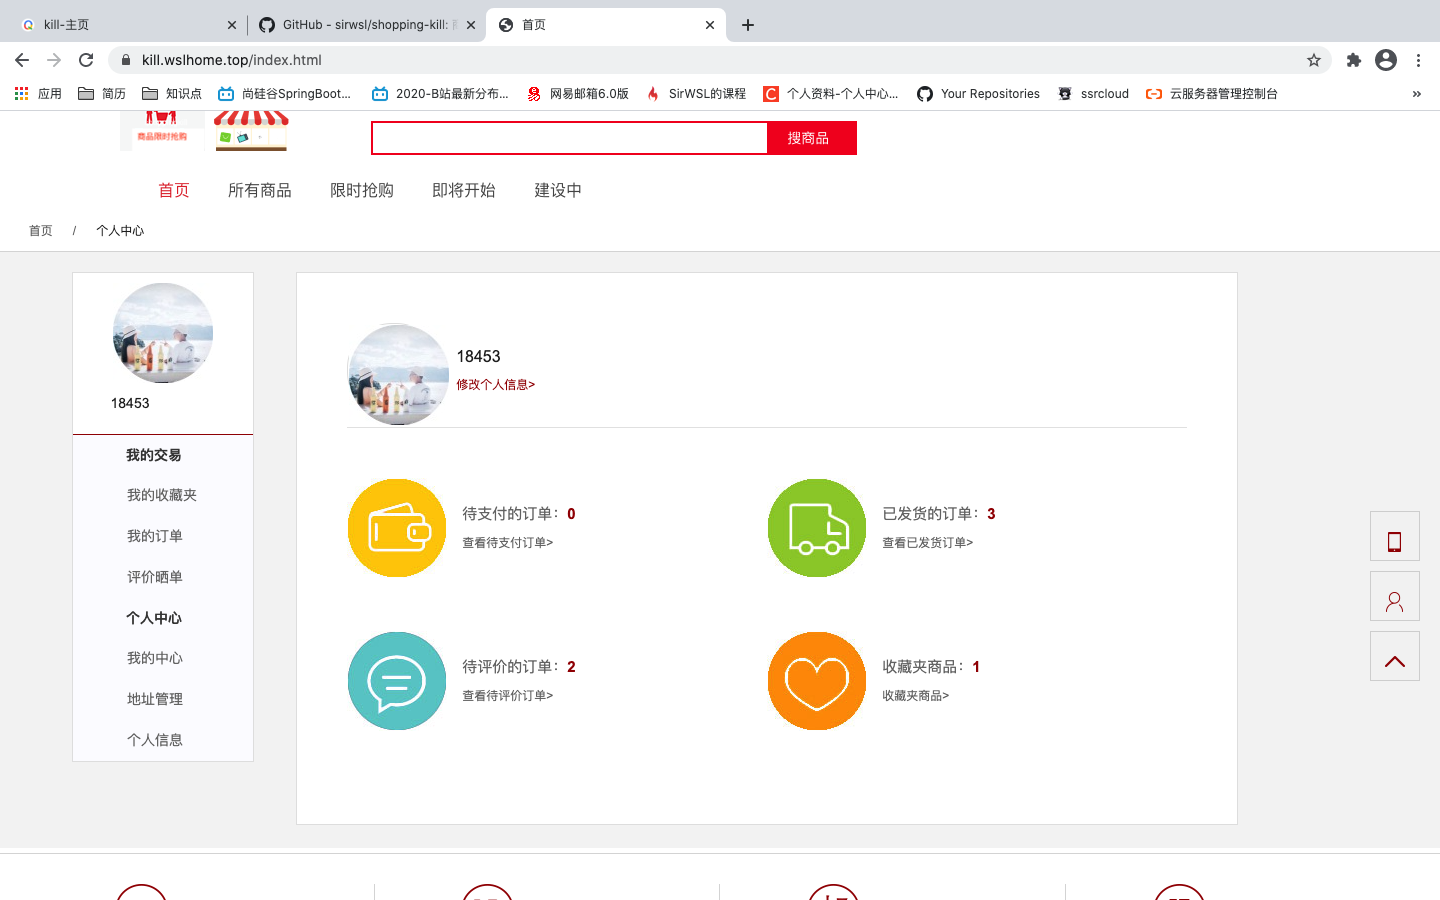 kill-主页
GitHub - sirwsl/shopping-kill:
首页
kill.wslhome.top/index.html
应用
简历
知识点
尚硅谷SpringBoot...
2020-B站最新分布...
网易邮箱6.0版
SirWSL的课程
个人资料-个人中心...
Your Repositories
ssrcloud
云服务器管理控制台
»
商品限时抢购
搜商品
首页 所有商品 限时抢购 即将开始 建设中
首页 / 个人中心
18453
我的交易
我的收藏夹
我的订单
评价晒单
个人中心
我的中心
地址管理
个人信息
18453
修改个人信息>
待支付的订单：0
查看待支付订单>
已发货的订单：3
查看已发货订单>
待评价的订单：2
查看待评价订单>
收藏夹商品：1
收藏夹商品>